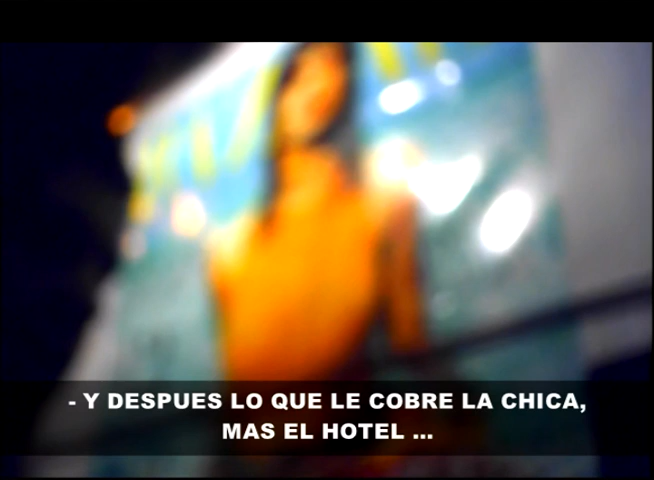 - Y DESPUES LO QUE LE COBRE LA CHICA,
MAS EL HOTEL ...